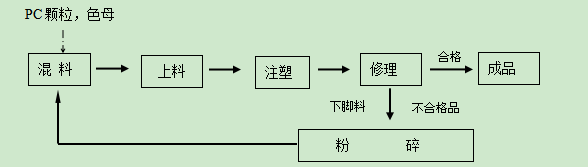 PC颗粒，色母
混 料
上料
注塑
修理
合格
成品
下脚料
不合格品
粉 碎